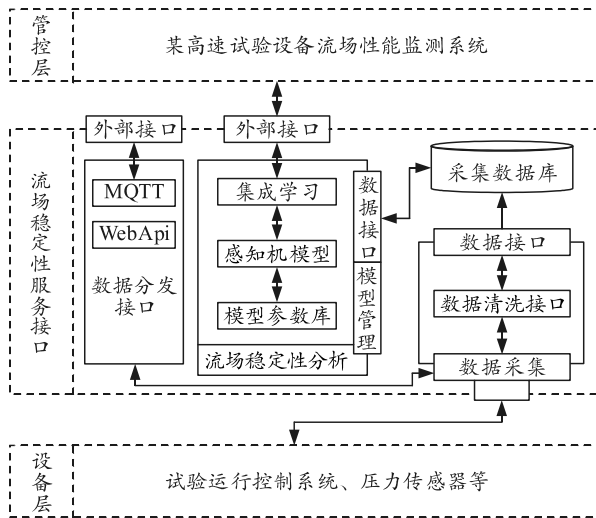 管控层
某高速试验设备流场性能监测系统
外部接口
外部接口
流场稳定性服务接口
MQTT
WebApi
数据分发
接口
集成学习
感知机模型
模型参数库
流场稳定性分析
数据接口
模型管理
采集数据库
数据接口
数据清洗接口
数据采集
设备层
试验运行控制系统、压力传感器等